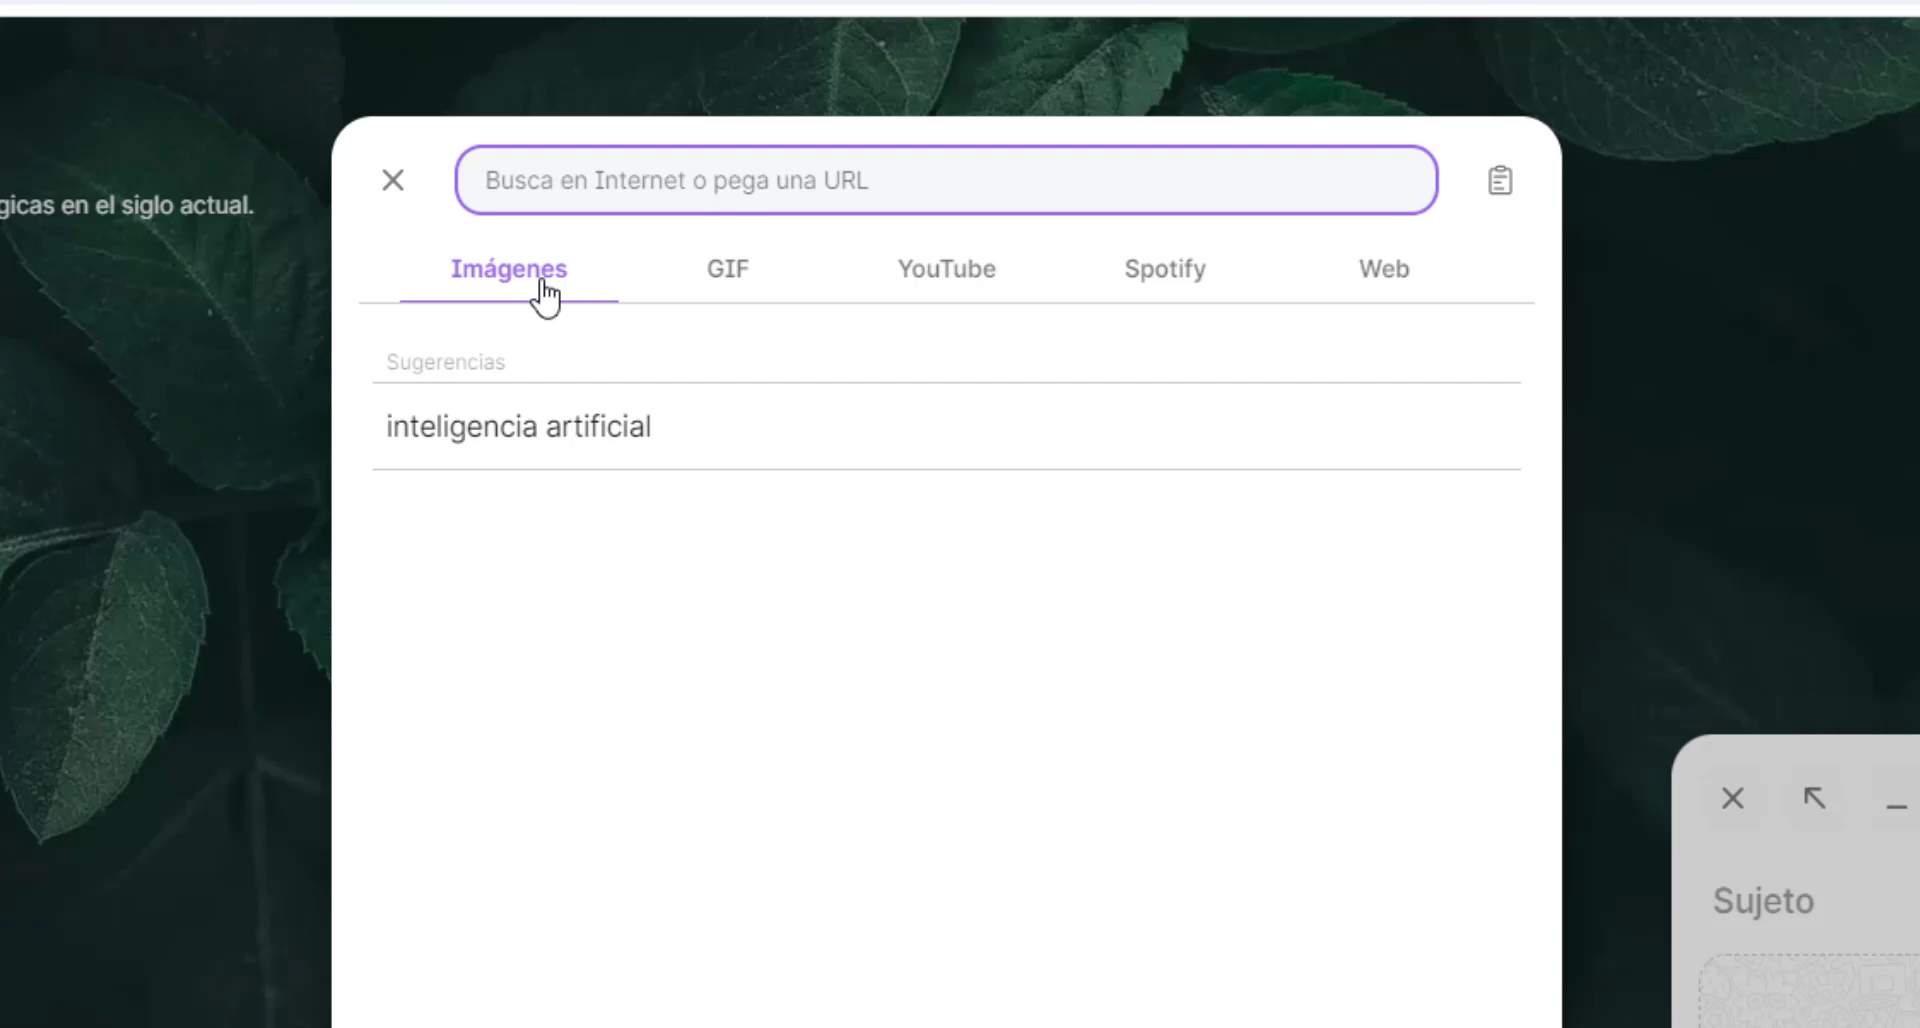 gicas en el siglo actual.
Busca en Internet o pega una URL
Imágenes GIF YouTube Spotify Web
Sugerencias
inteligencia artificial
Sujeto